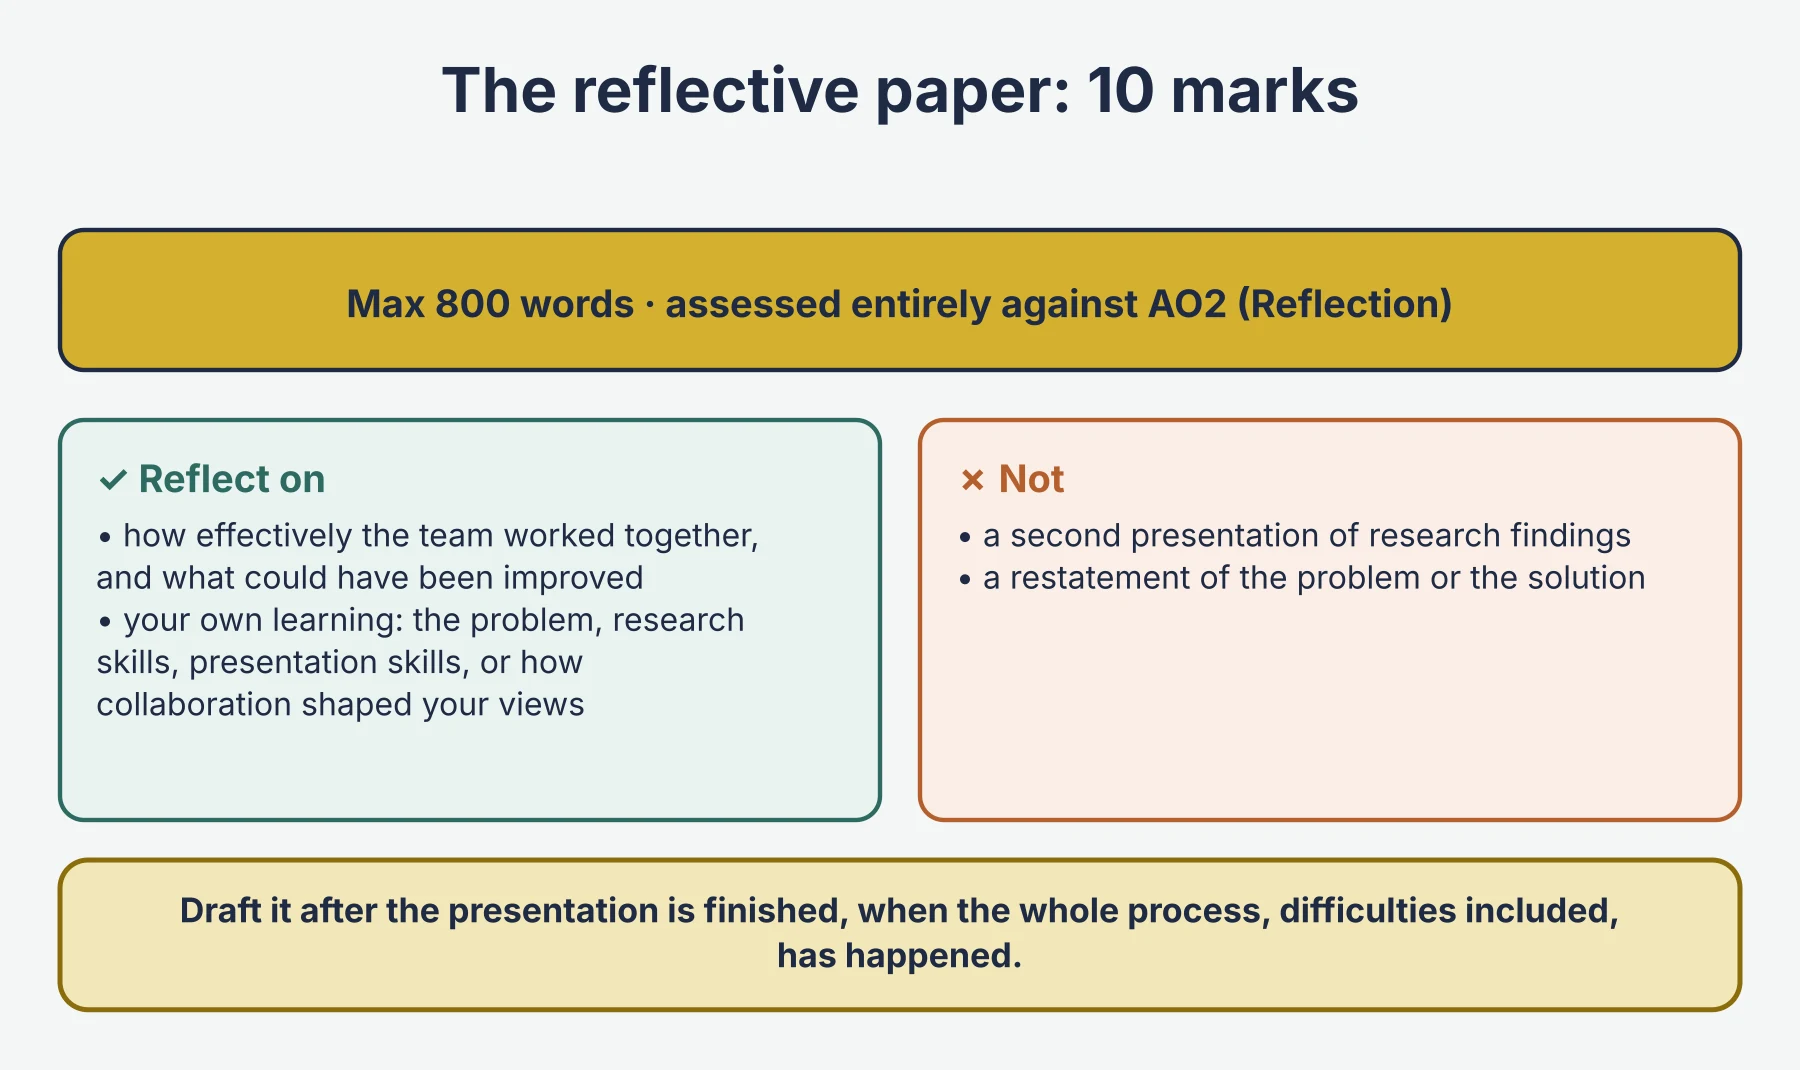 The reflective paper: 10 marks
Max 800 words · assessed entirely against AO2 (Reflection)
✓ Reflect on
• how effectively the team worked together,
and what could have been improved
• your own learning: the problem, research
skills, presentation skills, or how
collaboration shaped your views
× Not
• a second presentation of research findings
• a restatement of the problem or the solution
Draft it after the presentation is finished, when the whole process, difficulties included,
has happened.